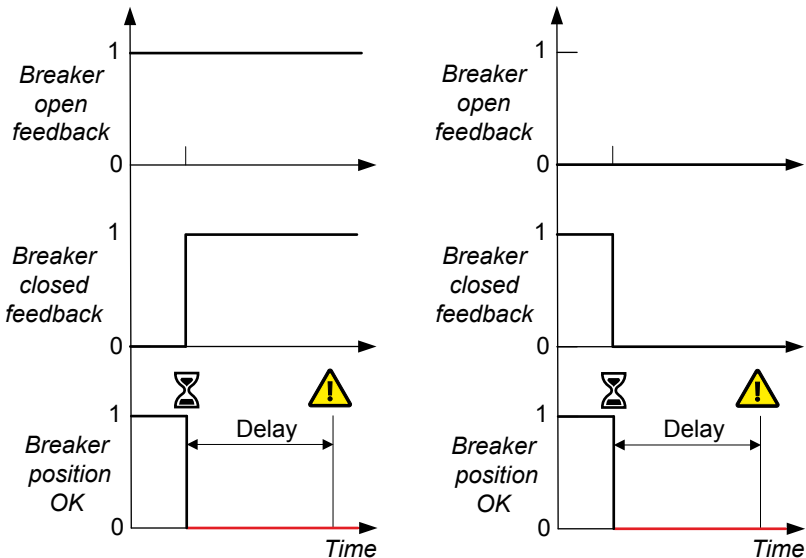 1
Breaker
open
feedback
0
1
Breaker
closed
feedback
0
1
Delay
Breaker
position
OK
0
Time
1
Breaker
open
feedback
0
1
Breaker
closed
feedback
0
1
Delay
Breaker
position
OK
0
Time